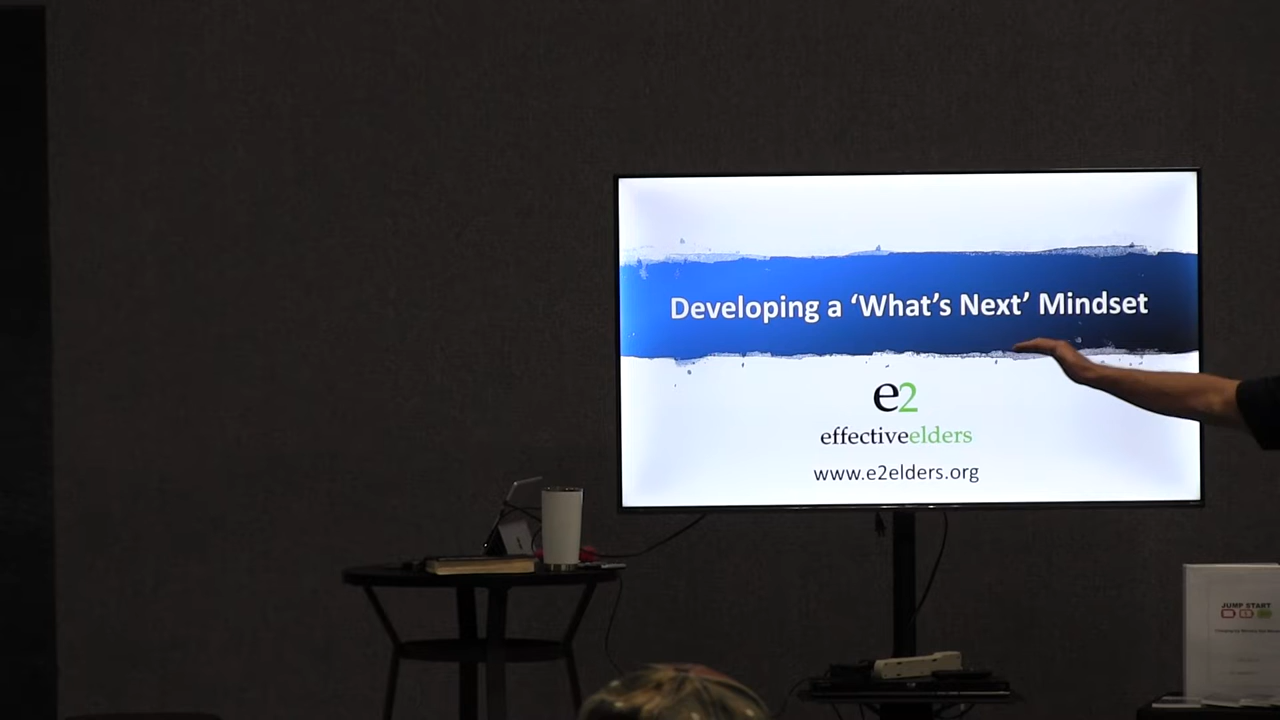 Developing a ‘What’s Next’ Mindset
e2
effectiveelders
www.e2elders.org
JUMP START